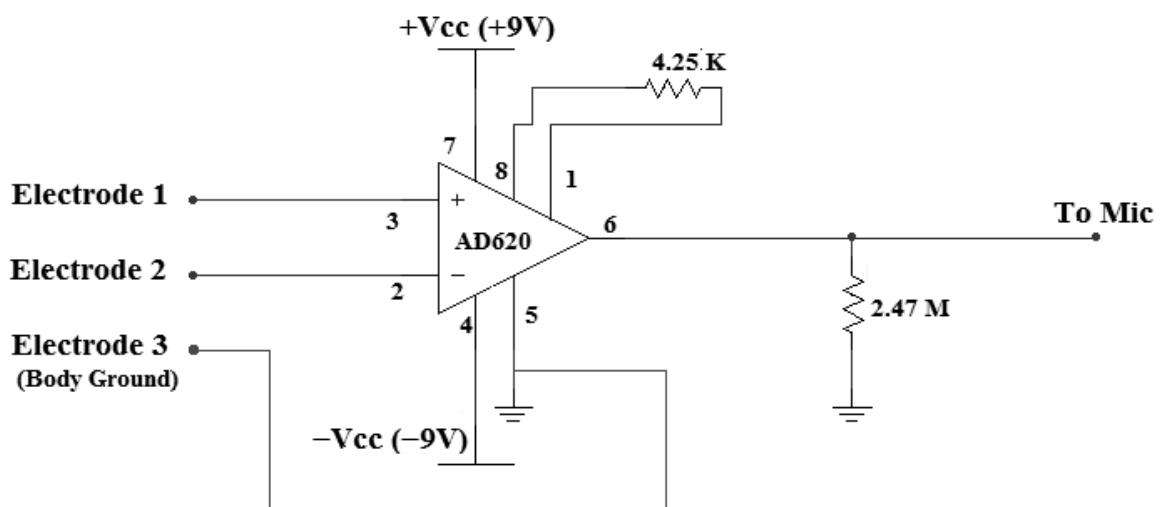 +Vcc (+9V)
4.25 K
7
8
1
Electrode 1
3
+
AD620
6
To Mic
Electrode 2
2
−
4
5
2.47 M
Electrode 3
(Body Ground)
−Vcc (−9V)